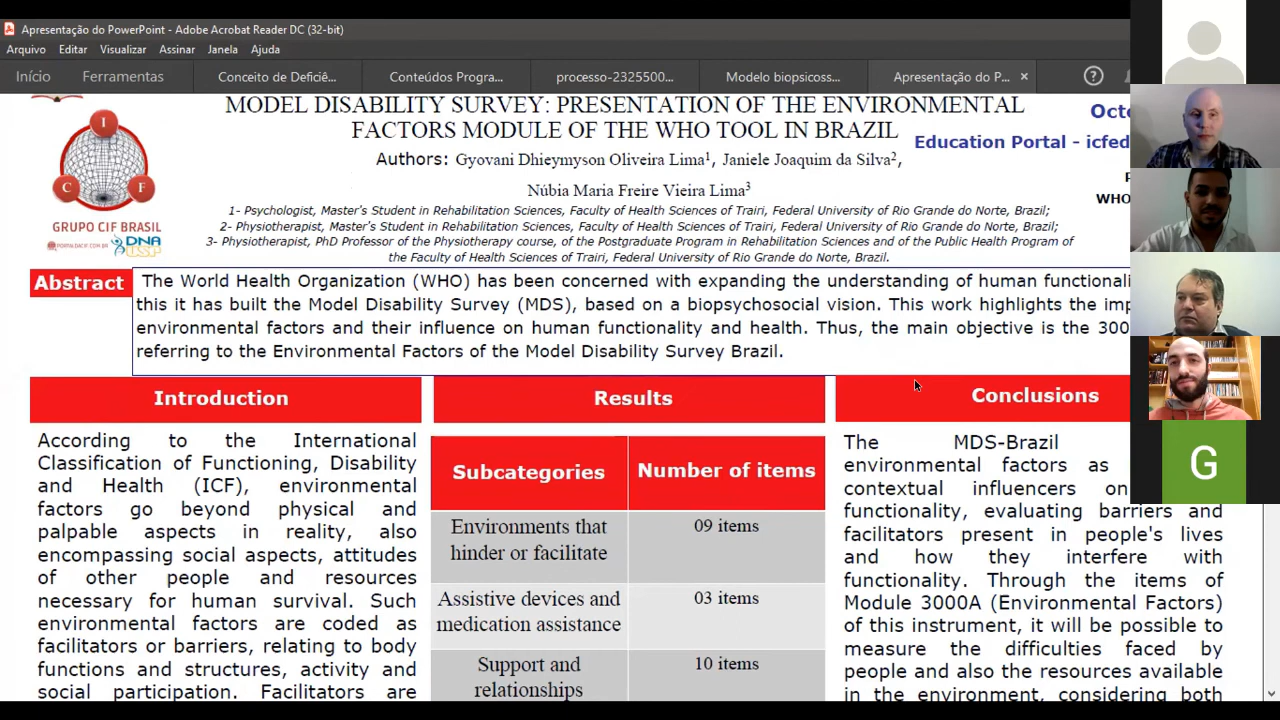 Apresentação do PowerPoint - Adobe Acrobat Reader DC (32-bit)
Arquivo Editar Visualizar Assinar Janela Ajuda
Início Ferramentas Conceito de Deficiê... Conteúdos Progra... processo-2325500... Modelo biopsicoss... Apresentação do P... ×
MODEL DISABILITY SURVEY: PRESENTATION OF THE ENVIRONMENTAL
FACTORS MODULE OF THE WHO TOOL IN BRAZIL
Authors: Gyovani Dhieymyson Oliveira Lima¹, Janiele Joaquim da Silva²,
Núbia Maria Freire Vieira Lima³
1- Psychologist, Master's Student in Rehabilitation Sciences, Faculty of Health Sciences of Trairi, Federal University of Rio Grande do Norte, Brazil;
2- Physiotherapist, Master's Student in Rehabilitation Sciences, Faculty of Health Sciences of Trairi, Federal University of Rio Grande do Norte, Brazil;
3- Physiotherapist, PhD Professor of the Physiotherapy courses of the Postgraduate Program in Rehabilitation Sciences and of the Public Health Program of
the Faculty of Health Sciences of Trairi, Federal University of Rio Grande do Norte, Brazil.
Octo
Education Portal - icfed
WHO
I
C F
GRUPO CIF BRASIL
PORTALDACIF.COM.BR DNA
USP
Abstract
The World Health Organization (WHO) has been concerned with expanding the understanding of human functionali
this it has built the Model Disability Survey (MDS), based on a biopsychosocial vision. This work highlights the imp
environmental factors and their influence on human functionality and health. Thus, the main objective is the 300
referring to the Environmental Factors of the Model Disability Survey Brazil.
Introduction
According to the International
Classification of Functioning, Disability
and Health (ICF), environmental
factors go beyond physical and
palpable aspects in reality, also
encompassing social aspects, attitudes
of other people and resources
necessary for human survival. Such
environmental factors are coded as
facilitators or barriers, relating to body
functions and structures, activity and
social participation. Facilitators are
Results
Subcategories Number of items
Environments that
hinder or facilitate 09 items
Assistive devices and
medication assistance 03 items
Support and
relationships 10 items
Conclusions
The MDS-Brazil
environmental factors as
contextual influencers on
functionality, evaluating barriers and
facilitators present in people's lives
and how they interfere with
functionality. Through the items of
Module 3000A (Environmental Factors)
of this instrument, it will be possible to
measure the difficulties faced by
people and also the resources available
in the environment, considering both
G